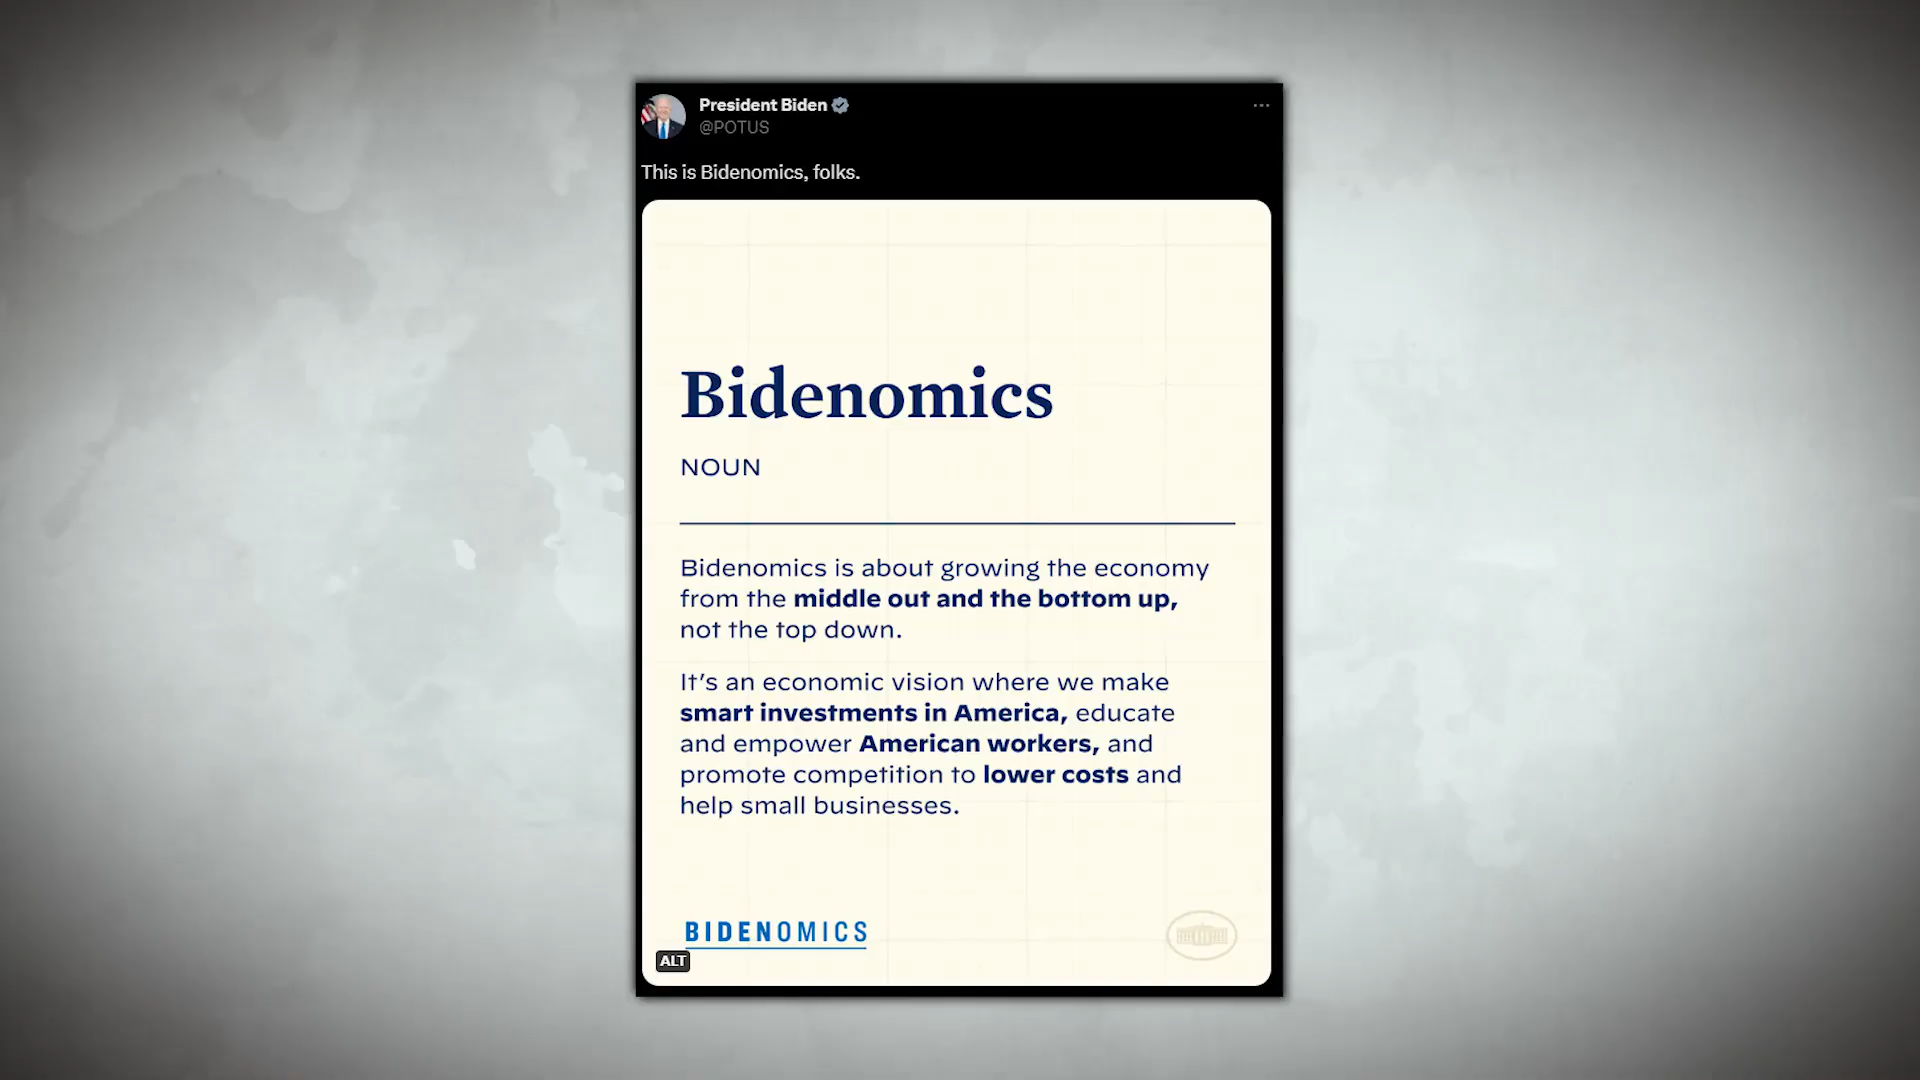 President Biden
@POTUS
This is Bidenomics, folks.
Bidenomics
NOUN
Bidenomics is about growing the economy
from the middle out and the bottom up,
not the top down.
It’s an economic vision where we make
smart investments in America, educate
and empower American workers, and
promote competition to lower costs and
help small businesses.
BIDENOMICS
ALT